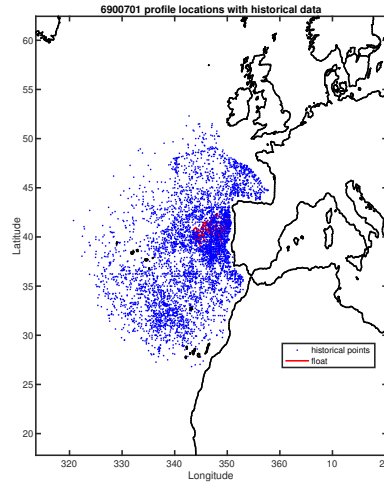 6900701 profile locations with historical data
60
55
50
45
40
35
30
25
20
Latitude
historical points
float
320 330 340 350 360 10 2
Longitude